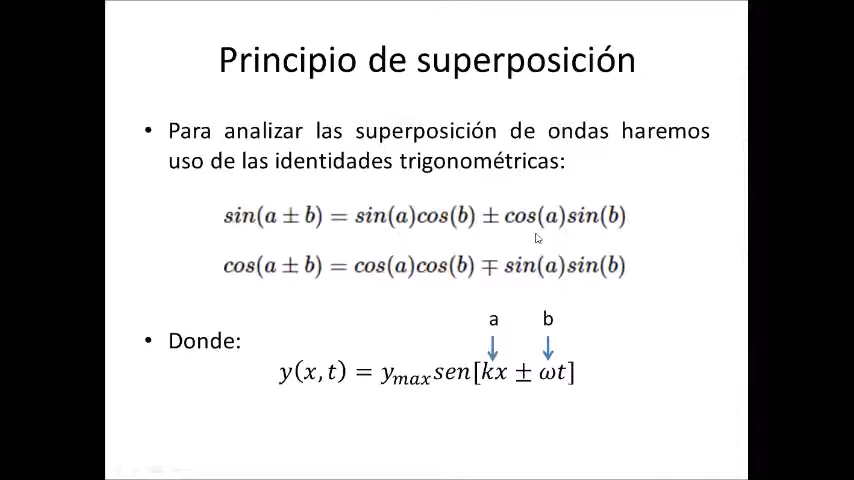 Principio de superposición
• Para analizar las superposición de ondas haremos
uso de las identidades trigonométricas:
sin(a ± b) = sin(a)cos(b) ± cos(a)sin(b)
cos(a ± b) = cos(a)cos(b) ∓ sin(a)sin(b)
a b
• Donde:
y(x, t) = y_max sen[kx ± ωt]